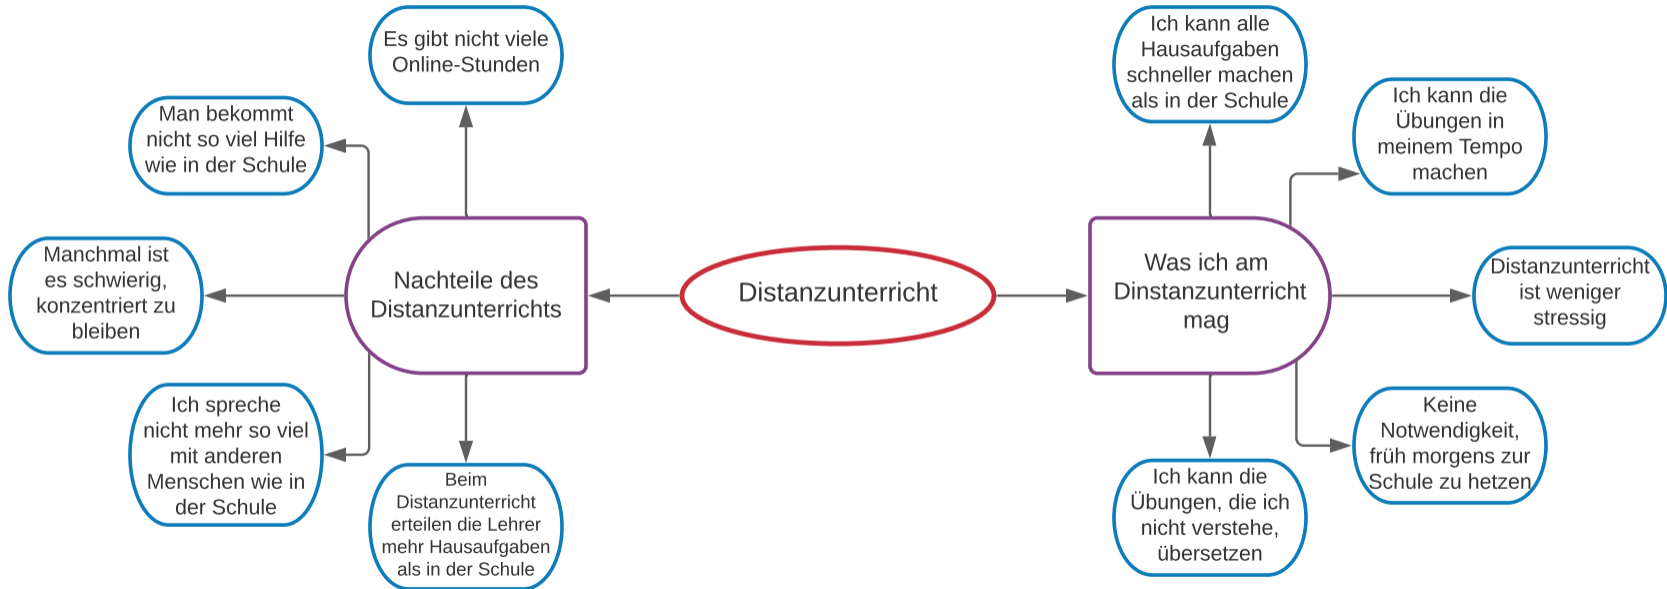 Es gibt nicht viele
Online-Stunden
Man bekommt
nicht so viel Hilfe
wie in der Schule
Manchmal ist
es schwierig,
konzentriert zu
bleiben
Ich spreche
nicht mehr so viel
mit anderen
Menschen wie in
der Schule
Beim
Distanzunterricht
erteilen die Lehrer
mehr Hausaufgaben
als in der Schule
Nachteile des
Distanzunterrichts
Distanzunterricht
Was ich am
Dinstanzunterricht
mag
Ich kann alle
Hausaufgaben
schneller machen
als in der Schule
Ich kann die
Übungen in
meinem Tempo
machen
Distanzunterricht
ist weniger
stressig
Keine
Notwendigkeit,
früh morgens zur
Schule zu hetzen
Ich kann die
Übungen, die ich
nicht verstehe,
übersetzen